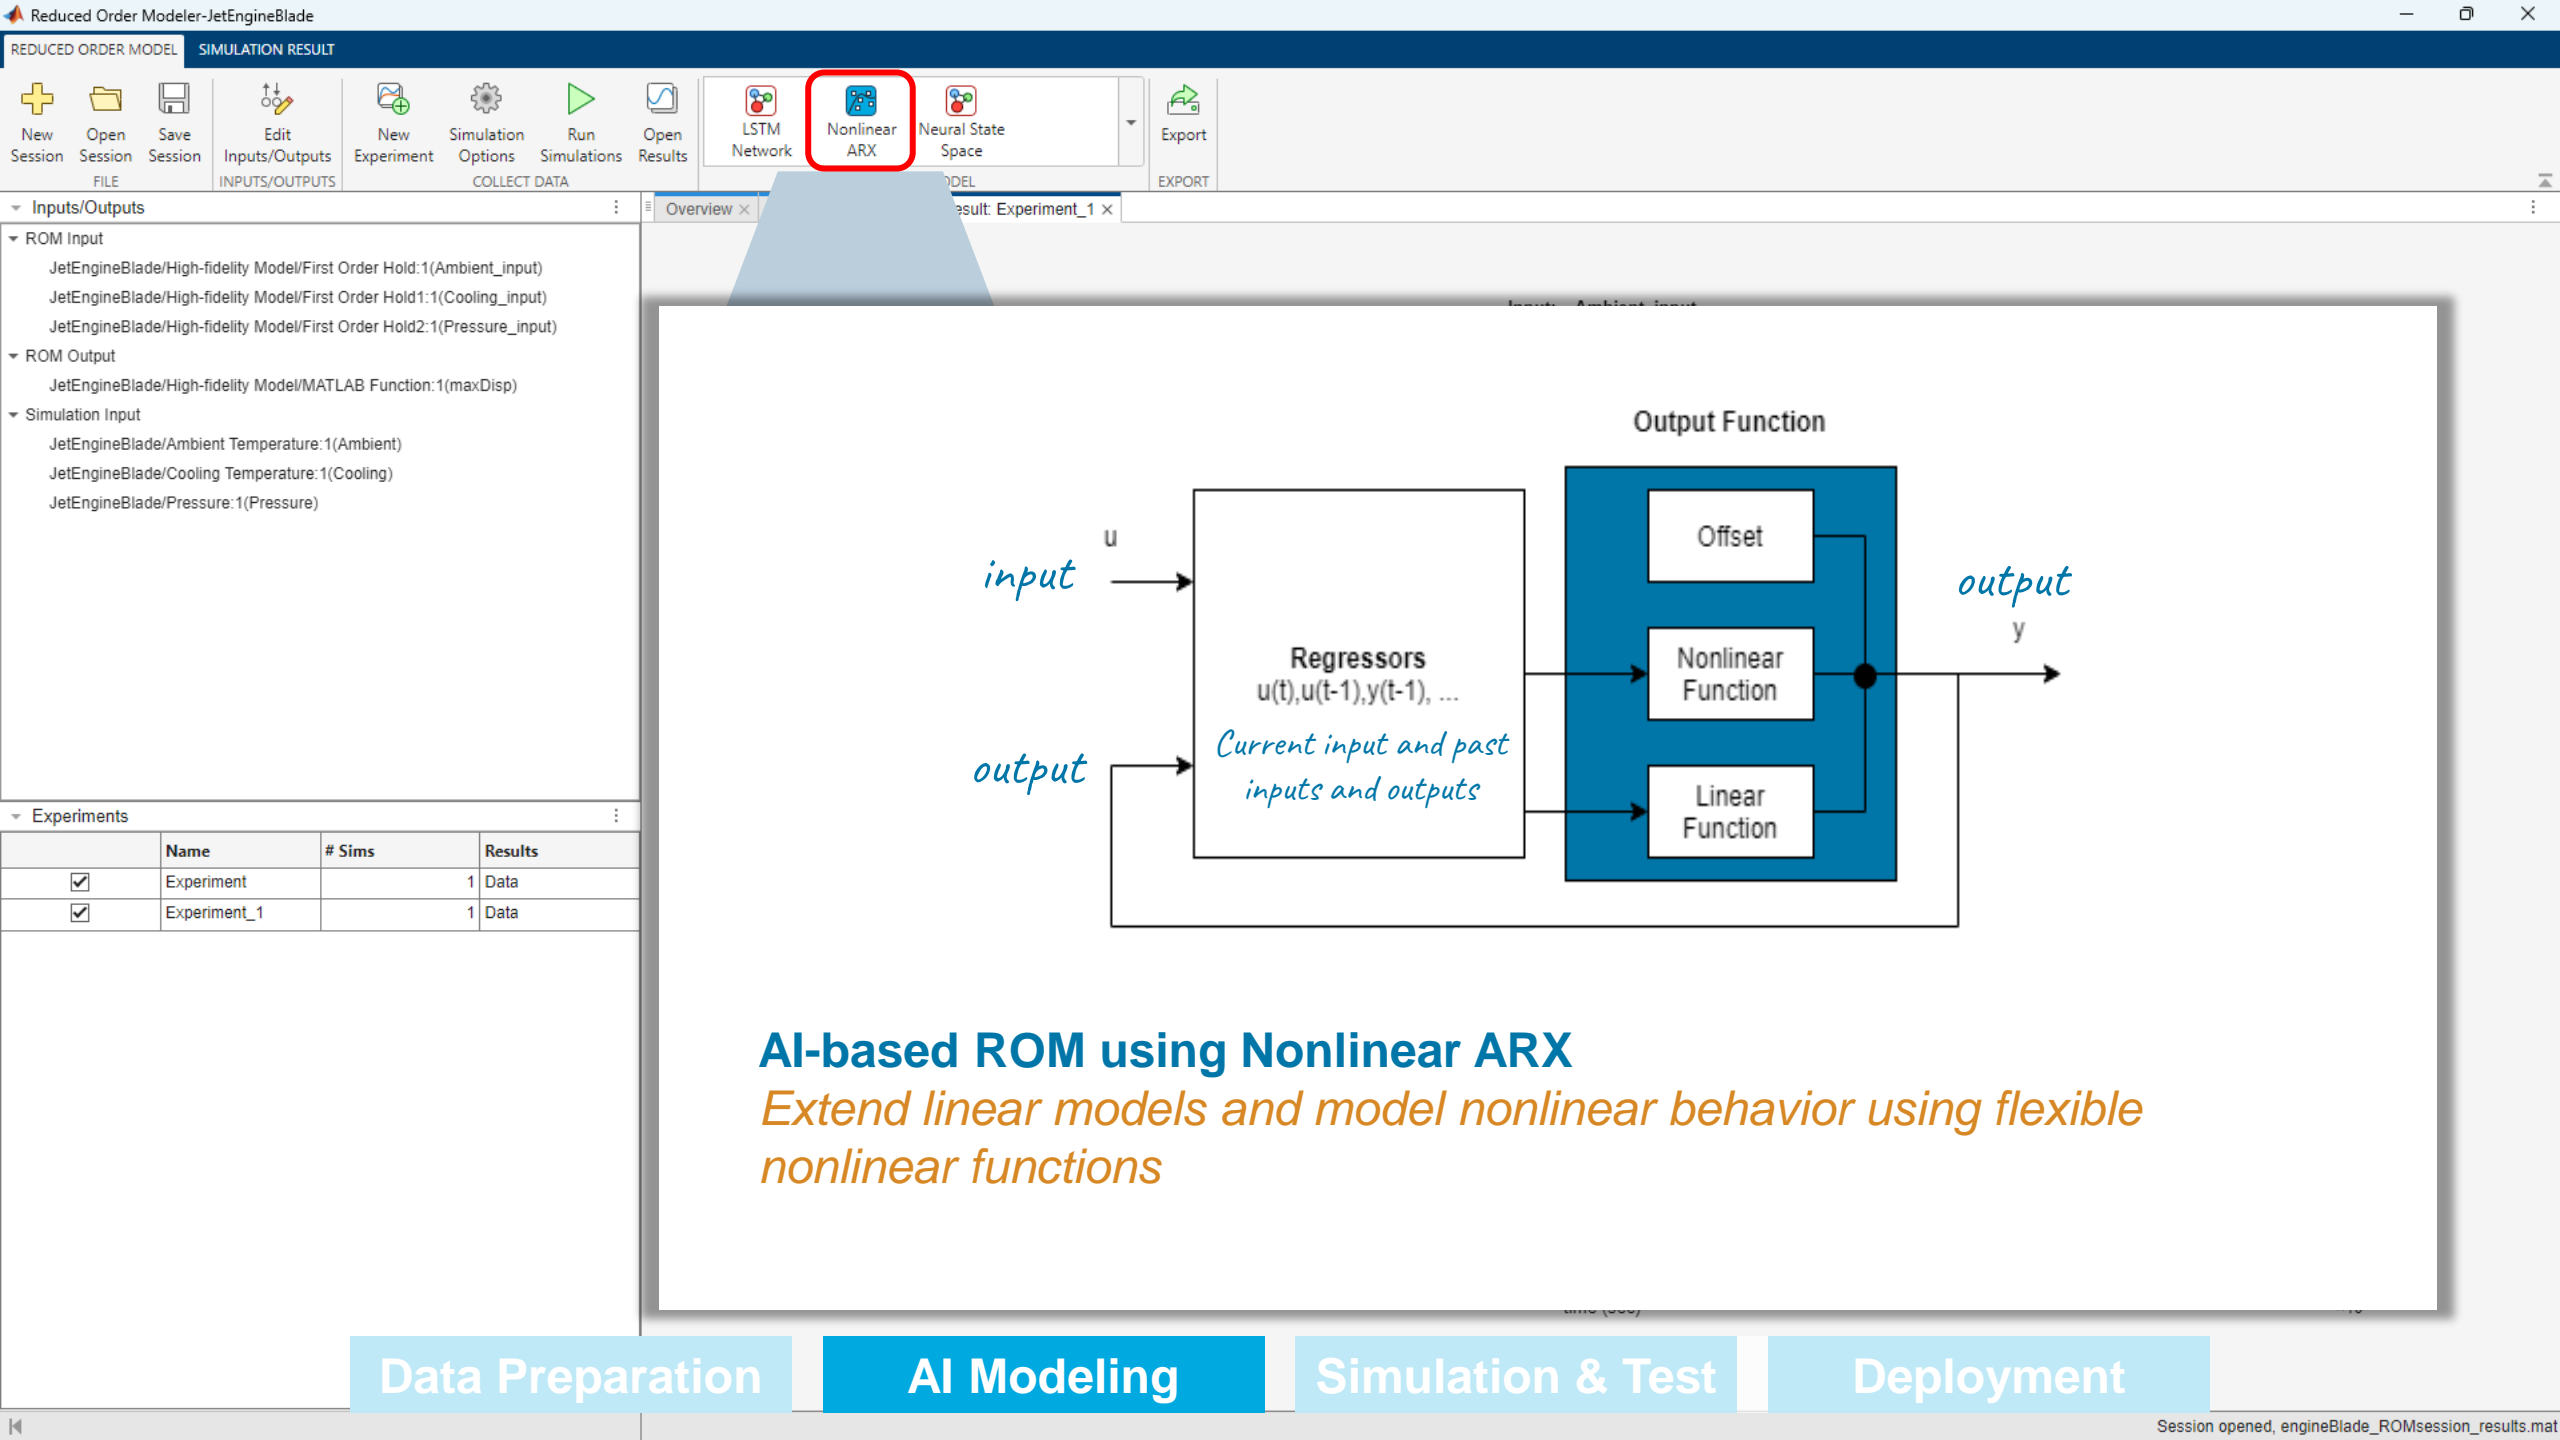 Reduced Order Modeler-JetEngineBlade
REDUCED ORDER MODEL
SIMULATION RESULT
New Session
Open Session
Save Session
FILE
Edit Inputs/Outputs
INPUTS/OUTPUTS
New Experiment
Simulation Options
Run Simulations
Open Results
COLLECT DATA
LSTM Network
Nonlinear ARX
Neural State Space
Export
EXPORT
Inputs/Outputs
ROM Input
JetEngineBlade/High-fidelity Model/First Order Hold:1(Ambient_input)
JetEngineBlade/High-fidelity Model/First Order Hold1:1(Cooling_input)
JetEngineBlade/High-fidelity Model/First Order Hold2:1(Pressure_input)
ROM Output
JetEngineBlade/High-fidelity Model/MATLAB Function:1(maxDisp)
Simulation Input
JetEngineBlade/Ambient Temperature:1(Ambient)
JetEngineBlade/Cooling Temperature:1(Cooling)
JetEngineBlade/Pressure:1(Pressure)
Experiments
Name # Sims Results
Experiment 1 Data
Experiment_1 1 Data
Overview
Experiment_1
Output Function
u
input
output
Regressors
u(t),u(t-1),y(t-1), ...
Current input and past
inputs and outputs
Offset
Nonlinear
Function
Linear
Function
output
y
AI-based ROM using Nonlinear ARX
Extend linear models and model nonlinear behavior using flexible
nonlinear functions
Data Preparation
AI Modeling
Simulation & Test
Deployment
Session opened, engineBlade_ROMsession_results.mat